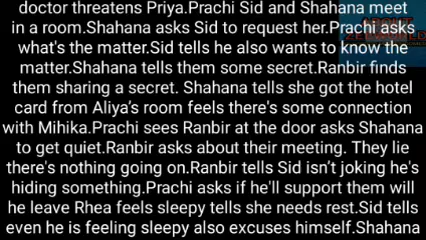 doctor threatens Priya.Prachi Sid and Shahana meet
in a room.Shahana asks Sid to request her.Prachi asks
what's the matter.Sid tells he also wants to know the
matter.Shahana tells them some secret.Ranbir finds
them sharing a secret. Shahana tells she got the hotel
card from Aliya's room feels there's some connection
with Mihika.Prachi sees Ranbir at the door asks Shahana
to get quiet.Ranbir asks about their meeting. They lie
there's nothing going on.Ranbir tells Sid isn't joking he's
hiding something.Prachi asks if he'll support them will
he leave Rhea feels sleepy tells she needs rest.Sid tells
even he is feeling sleepy also excuses himself.Shahana